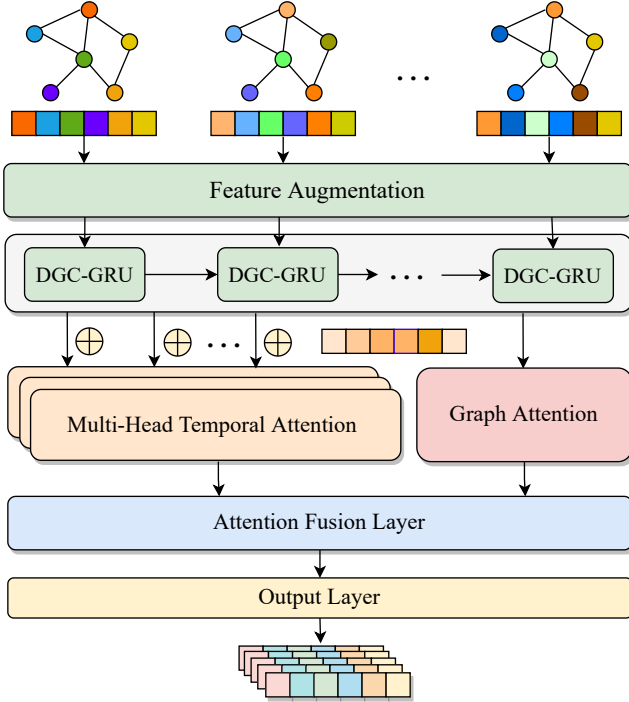 ...
Feature Augmentation
DGC-GRU DGC-GRU ... DGC-GRU
...
Multi-Head Temporal Attention
Graph Attention
Attention Fusion Layer
Output Layer